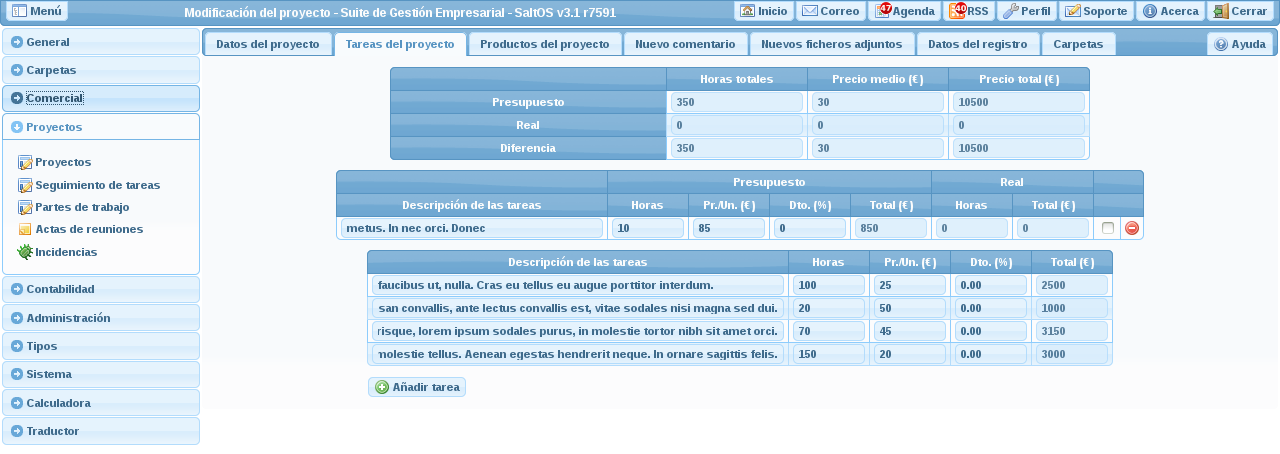 Menú
Modificación del proyecto - Suite de Gestión Empresarial - SaltOS v3.1 r7591
Inicio Correo 47 Agenda 40 RSS Perfil Soporte Acerca Cerrar
General
Carpetas
Comercial
Proyectos
Proyectos
Seguimiento de tareas
Partes de trabajo
Actas de reuniones
Incidencias
Contabilidad
Administración
Tipos
Sistema
Calculadora
Traductor
Datos del proyecto Tareas del proyecto Productos del proyecto Nuevo comentario Nuevos ficheros adjuntos Datos del registro Carpetas Ayuda
Horas totales Precio medio (€) Precio total (€)
Presupuesto 350 30 10500
Real 0 0 0
Diferencia 350 30 10500
Presupuesto Real
Descripción de las tareas Horas Pr./Un. (€) Dto. (%) Total (€) Horas Total (€)
metus. In nec orci. Donec 10 85 0 850 0 0
Descripción de las tareas Horas Pr./Un. (€) Dto. (%) Total (€)
faucibus ut, nulla. Cras eu tellus eu augue porttitor interdum. 100 25 0.00 2500
san convallis, ante lectus convallis est, vitae sodales nisi magna sed dui. 20 50 0.00 1000
risque, lorem ipsum sodales purus, in molestie tortor nibh sit amet orci. 70 45 0.00 3150
molestie tellus. Aenean egestas hendrerit neque. In ornare sagittis felis. 150 20 0.00 3000
Añadir tarea